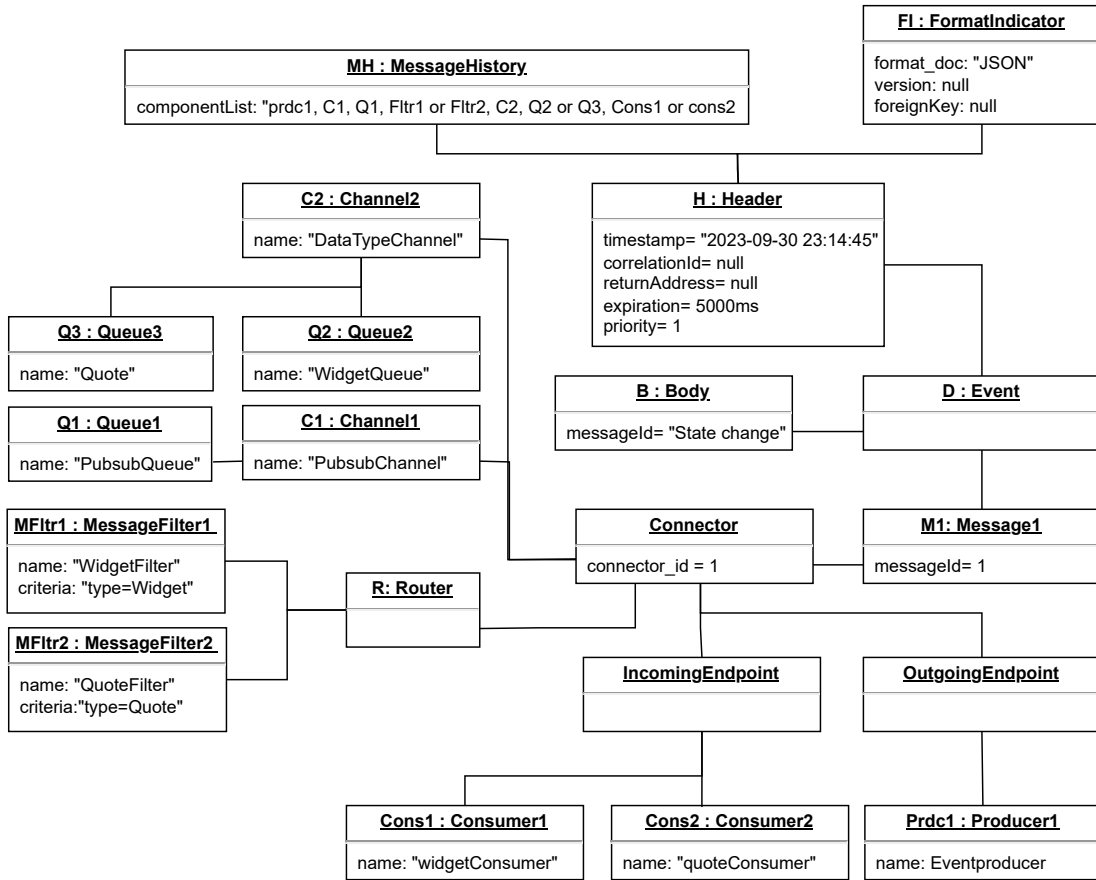 FI : FormatIndicator
format_doc: "JSON"
version: null
foreignKey: null
MH : MessageHistory
componentList: "prdc1, C1, Q1, Fltr1 or Fltr2, C2, Q2 or Q3, Cons1 or cons2
C2 : Channel2
name: "DataTypeChannel"
H : Header
timestamp= "2023-09-30 23:14:45"
correlationId= null
returnAddress= null
expiration= 5000ms
priority= 1
Q3 : Queue3
name: "Quote"
Q2 : Queue2
name: "WidgetQueue"
B : Body
messageId= "State change"
D : Event
Q1 : Queue1
name: "PubsubQueue"
C1 : Channel1
name: "PubsubChannel"
MFltr1 : MessageFilter1
name: "WidgetFilter"
criteria: "type=Widget"
Connector
connector_id = 1
M1: Message1
messageId= 1
R: Router
MFltr2 : MessageFilter2
name: "QuoteFilter"
criteria:"type=Quote"
IncomingEndpoint
OutgoingEndpoint
Cons1 : Consumer1
name: "widgetConsumer"
Cons2 : Consumer2
name: "quoteConsumer"
Prdc1 : Producer1
name: Eventproducer